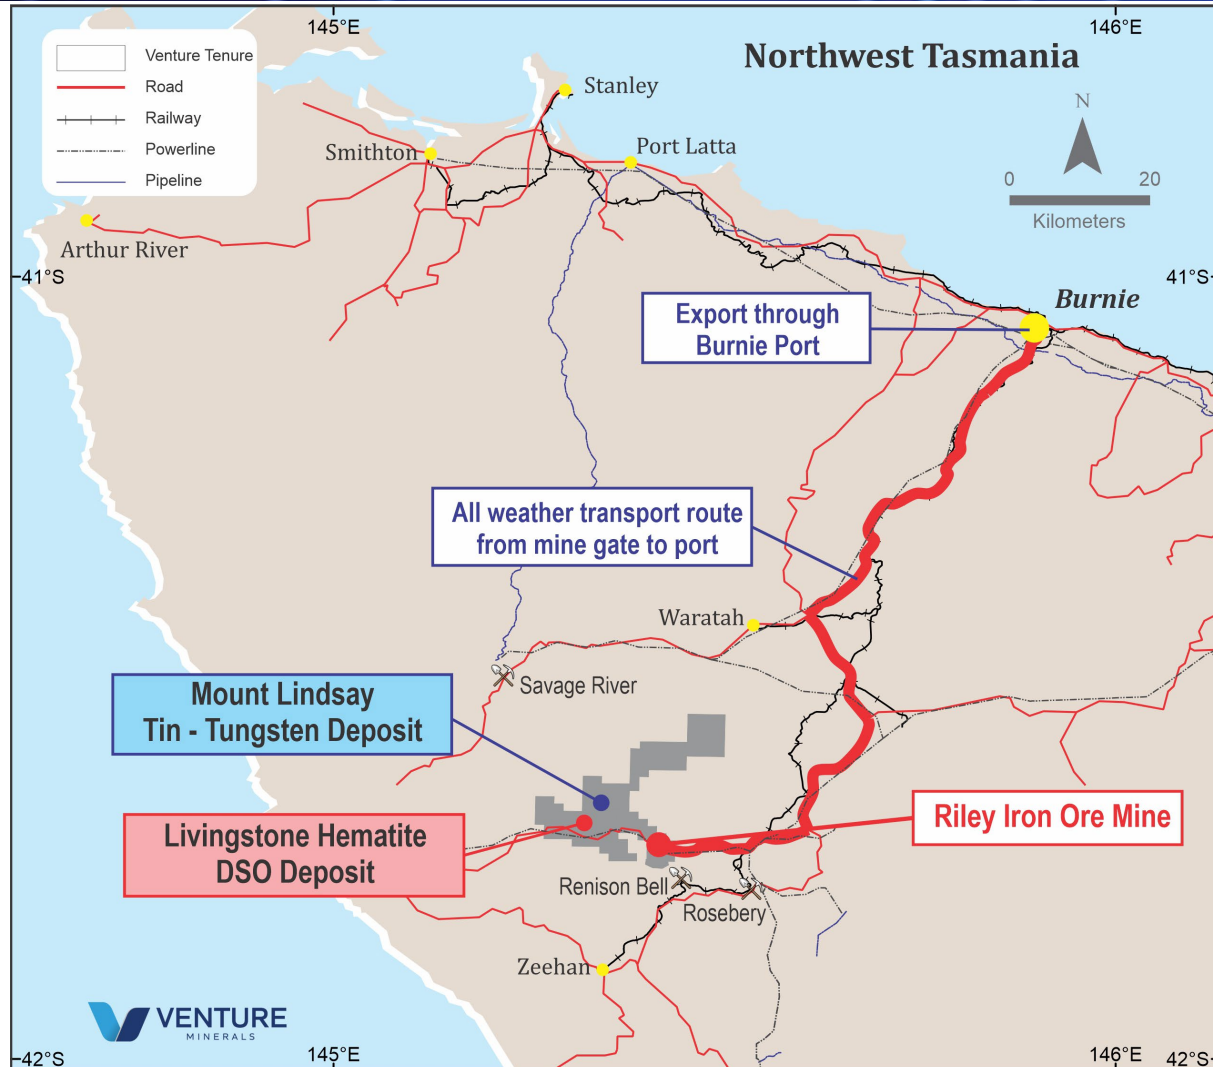 145°E
146°E
Northwest Tasmania
Venture Tenure
Road
Railway
Powerline
Pipeline
N
0 20
Kilometers
Stanley
Smithton
Port Latta
Arthur River
41°S
41°S
Burnie
Export through
Burnie Port
All weather transport route
from mine gate to port
Waratah
Savage River
Mount Lindsay
Tin - Tungsten Deposit
Riley Iron Ore Mine
Livingstone Hematite
DSO Deposit
Renison Bell
Rosebery
Zeehan
VENTURE
MINERALS
42°S
145°E
146°E
42°S